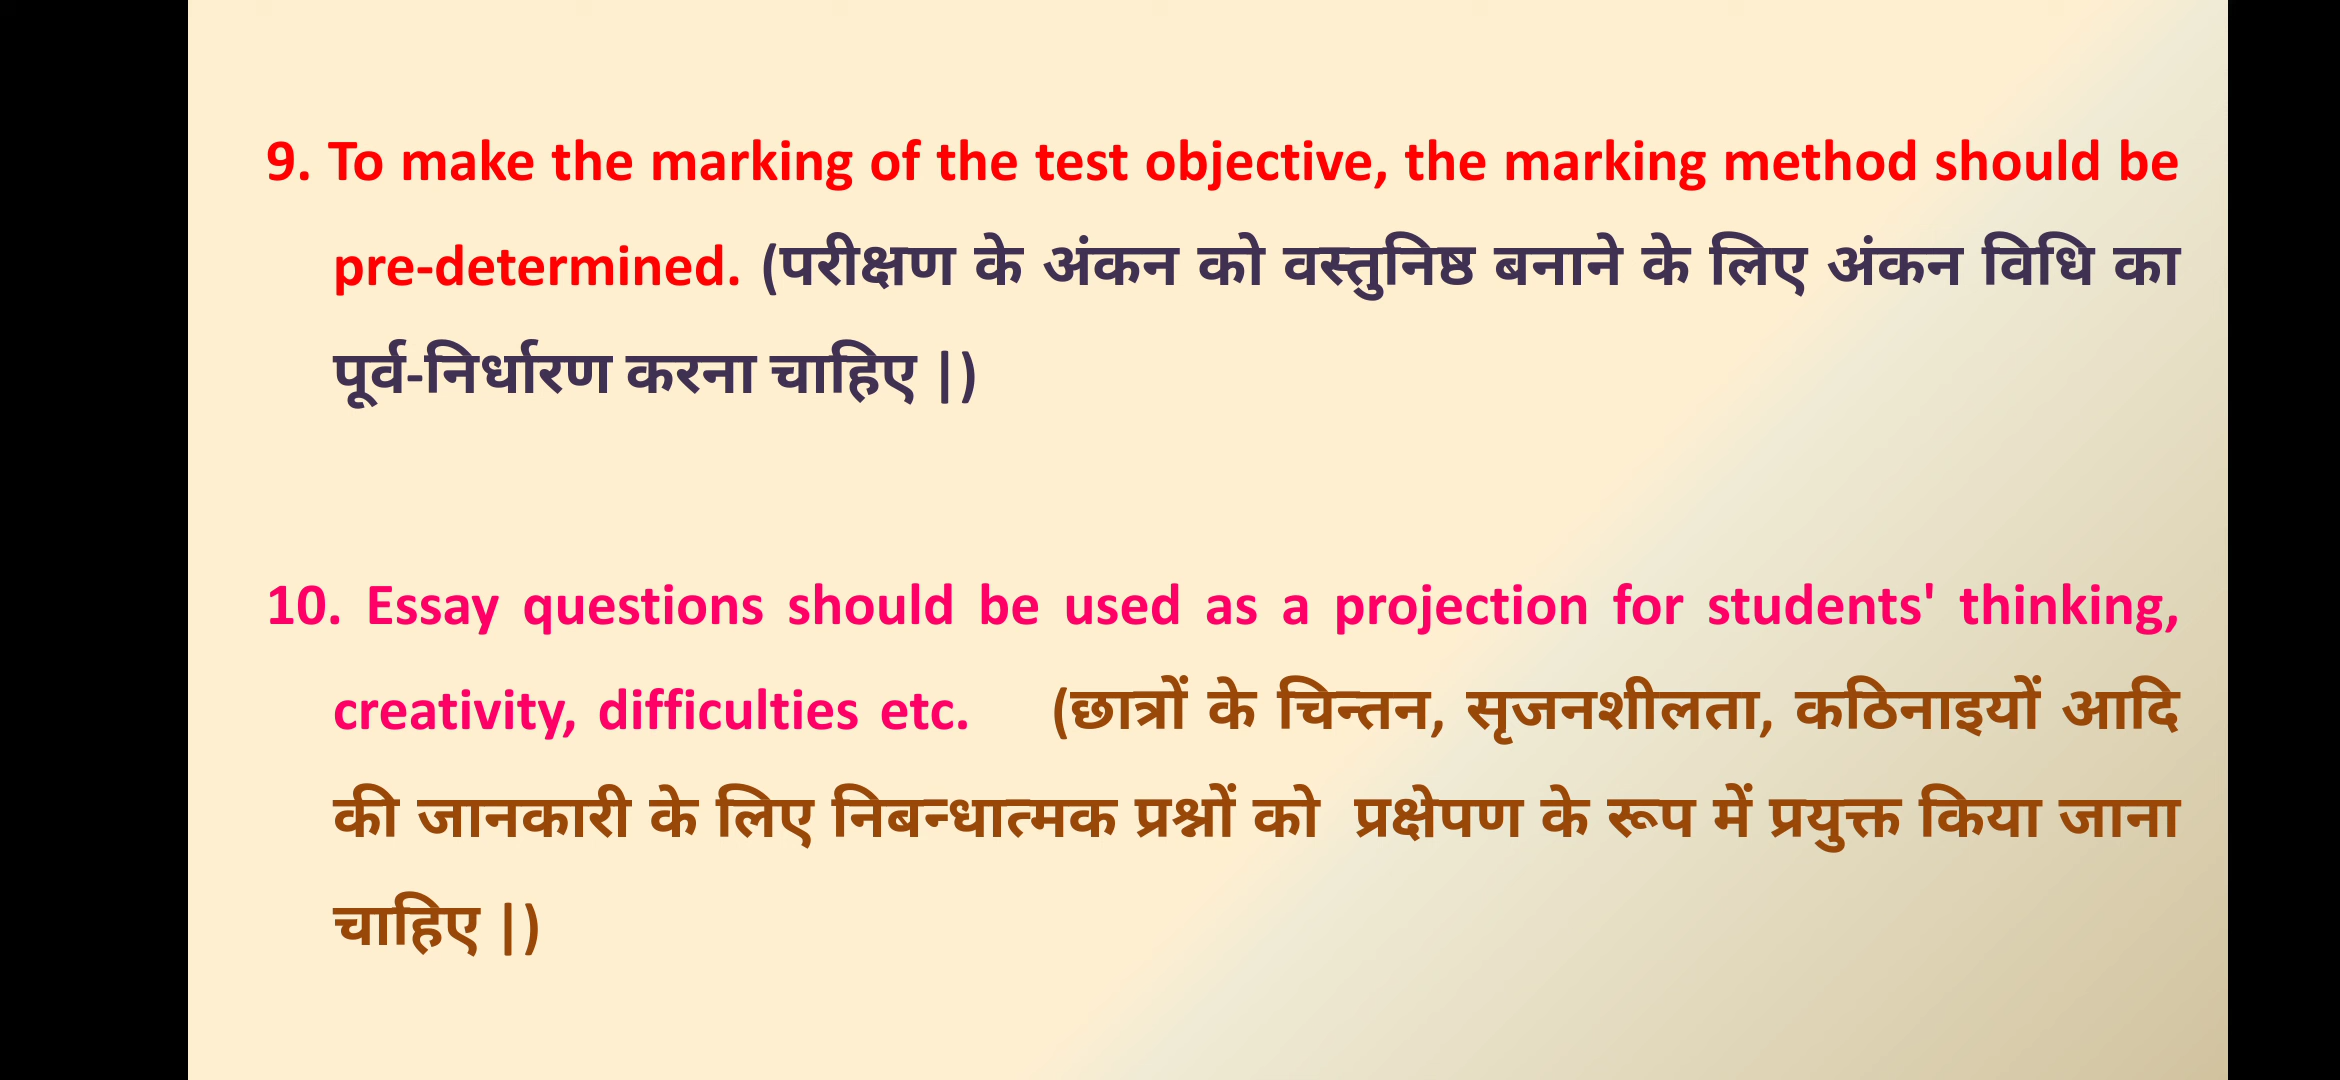 9. To make the marking of the test objective, the marking method should be
pre-determined. (परीक्षण के अंकन को वस्तुनिष्ठ बनाने के लिए अंकन विधि का
पूर्व-निर्धारण करना चाहिए |)
10. Essay questions should be used as a projection for students' thinking,
creativity, difficulties etc. (छात्रों के चिन्तन, सृजनशीलता, कठिनाइयों आदि
की जानकारी के लिए निबन्धात्मक प्रश्नों को प्रक्षेपण के रूप में प्रयुक्त किया जाना
चाहिए |)